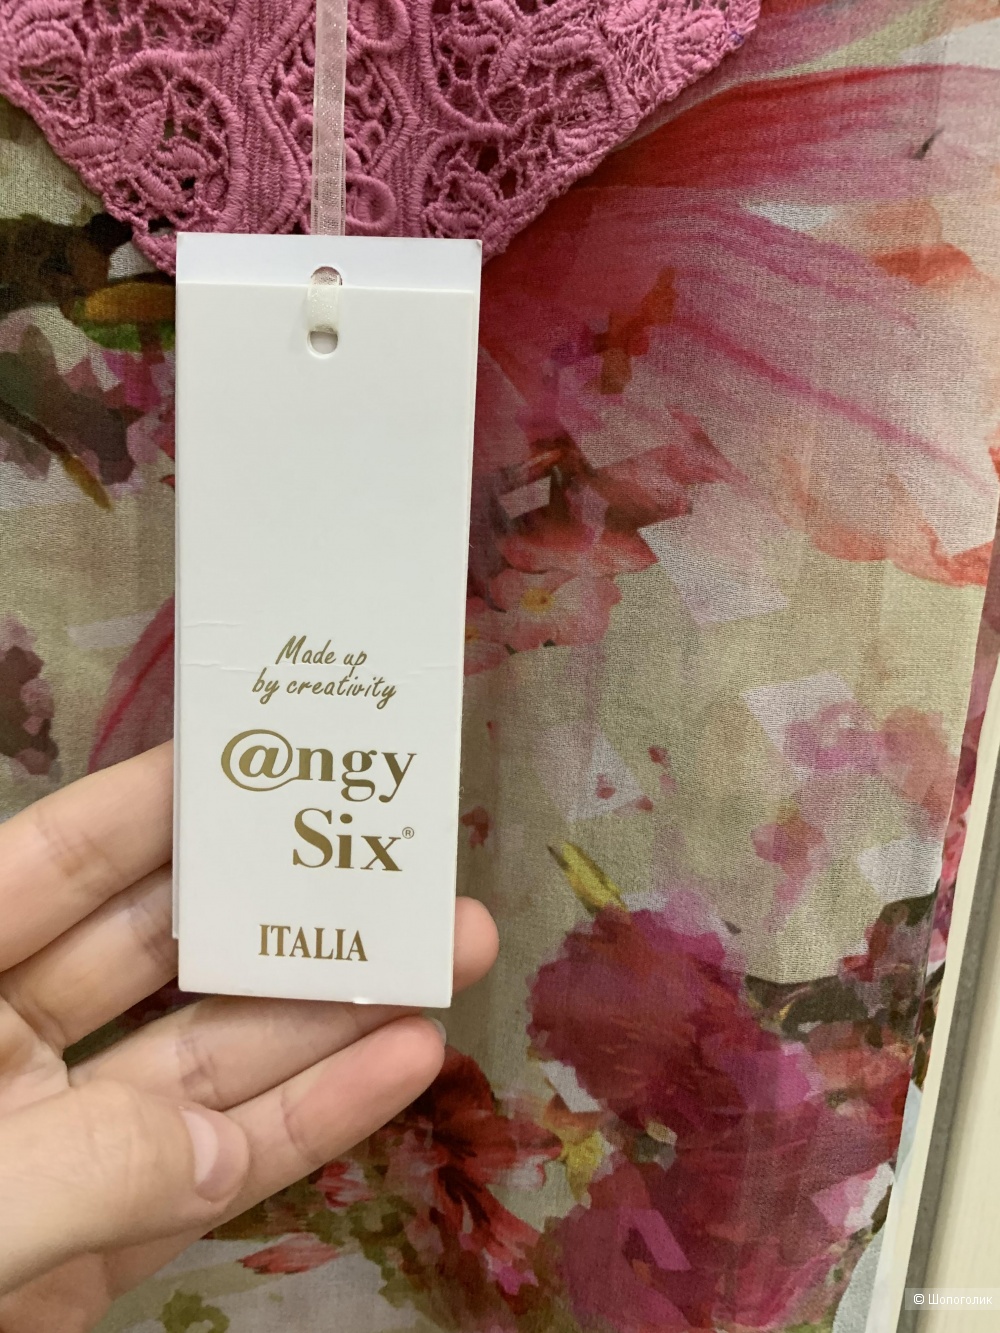 Made up
by creativity
@ngy
Six®
ITALIA
© Шопоголик